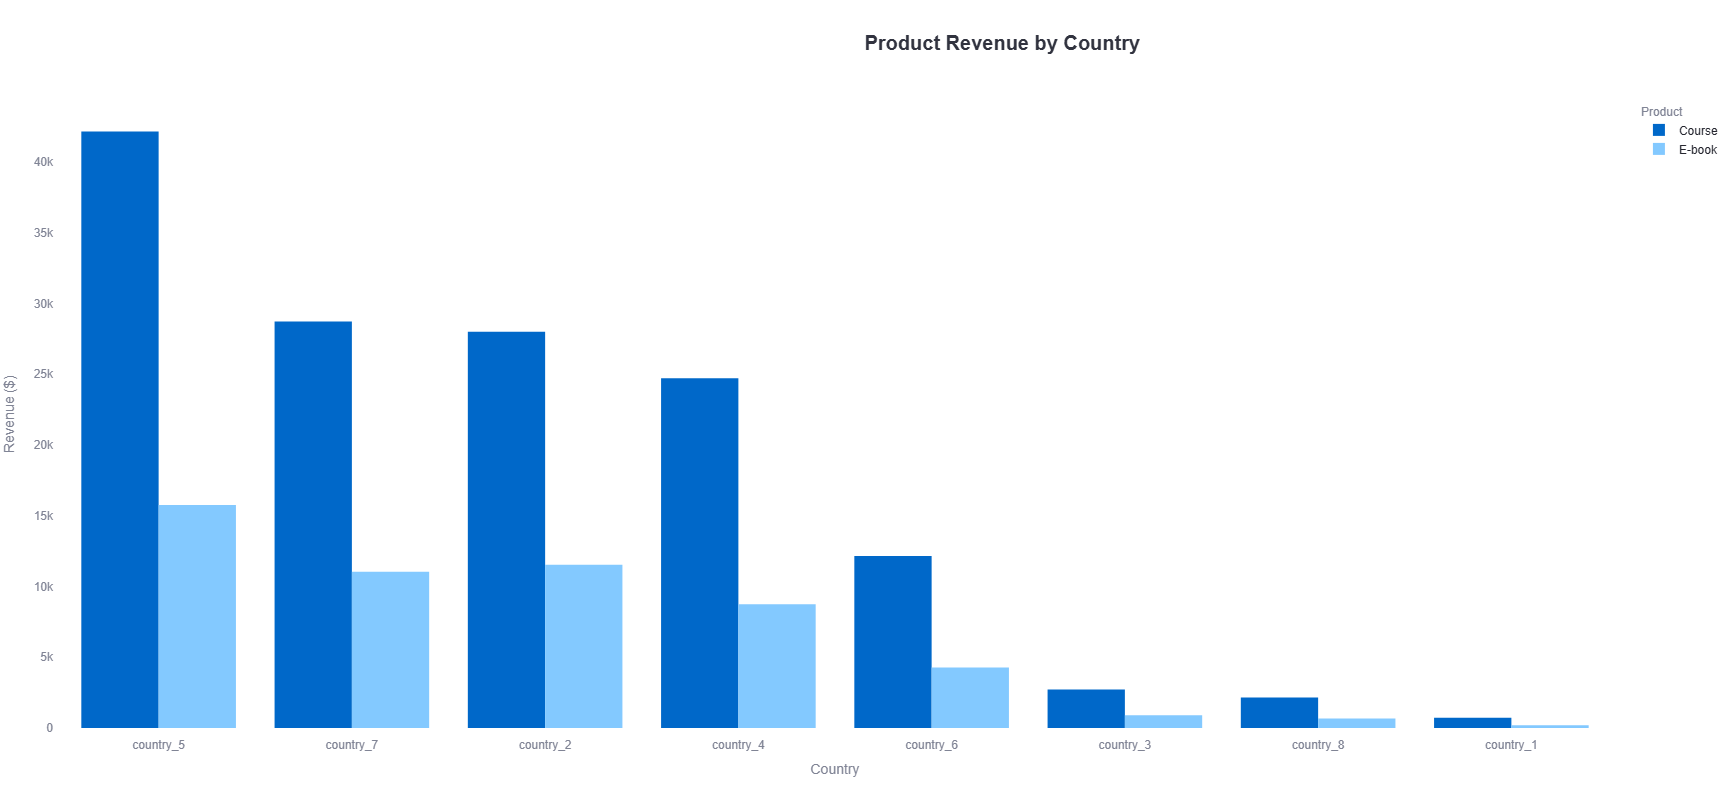 Product Revenue by Country
Product
Course
E-book
Revenue ($)
40k
35k
30k
25k
20k
15k
10k
5k
0
country_5
country_7
country_2
country_4
country_6
country_3
country_8
country_1
Country